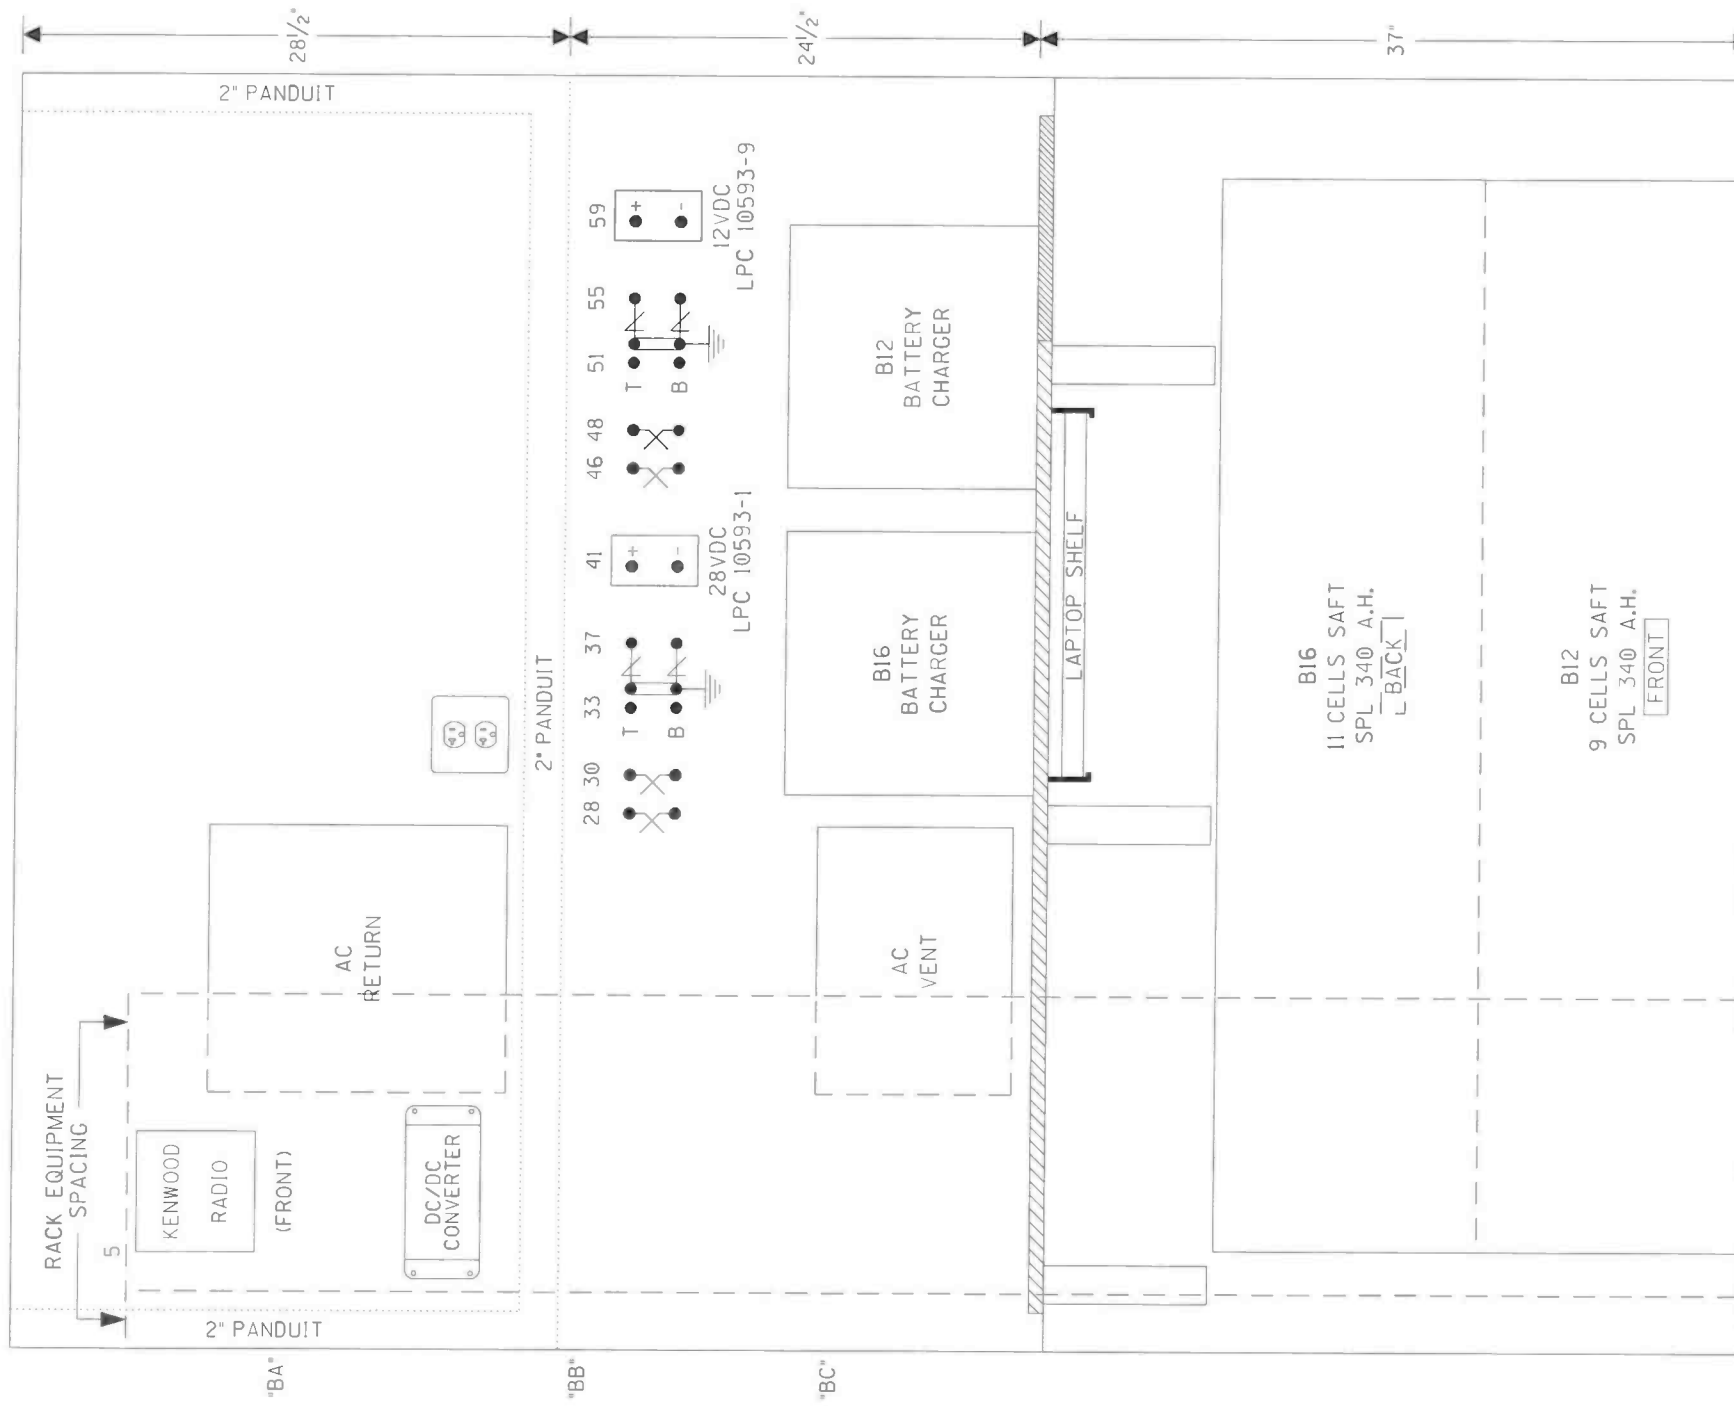 RACK EQUIPMENT
SPACING
5
KENWOOD
RADIO
(FRONT)
DC/DC
CONVERTER
AC
RETURN
2" PANDUIT
2" PANDUIT
2" PANDUIT
28½"
"BA"
"BB"
28
30
33
37
41
46
48
51
55
59
T
B
+
-
28VDC
LPC 10593-1
T
B
+
-
12VDC
LPC 10593-9
24½"
"BC"
AC
VENT
B16
BATTERY
CHARGER
B12
BATTERY
CHARGER
LAPTOP SHELF
37"
B16
11 CELLS SAFT
SPL 340 A.H.
BACK
B12
9 CELLS SAFT
SPL 340 A.H.
FRONT